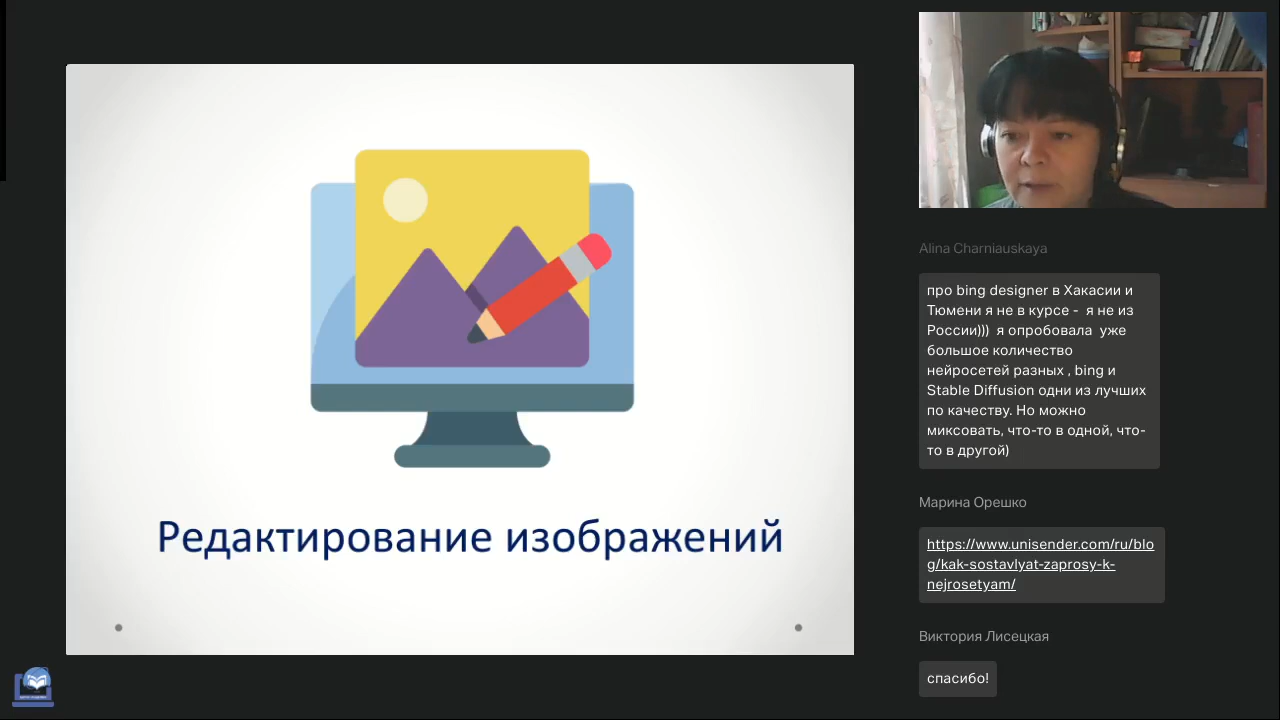 Редактирование изображений
Alina Charniauskaya
про bing designer в Хакасии и
Тюмени я не в курсе -  я не из
России)))  я опробовала  уже
большое количество
нейросетей разных , bing и
Stable Diffusion одни из лучших
по качеству. Но можно
миксовать, что-то в одной, что-
то в другой)
Марина Орешко
https://www.unisender.com/ru/blo
g/kak-sostavlyat-zaprosy-k-
nejrosetyam/
Виктория Лисецкая
спасибо!